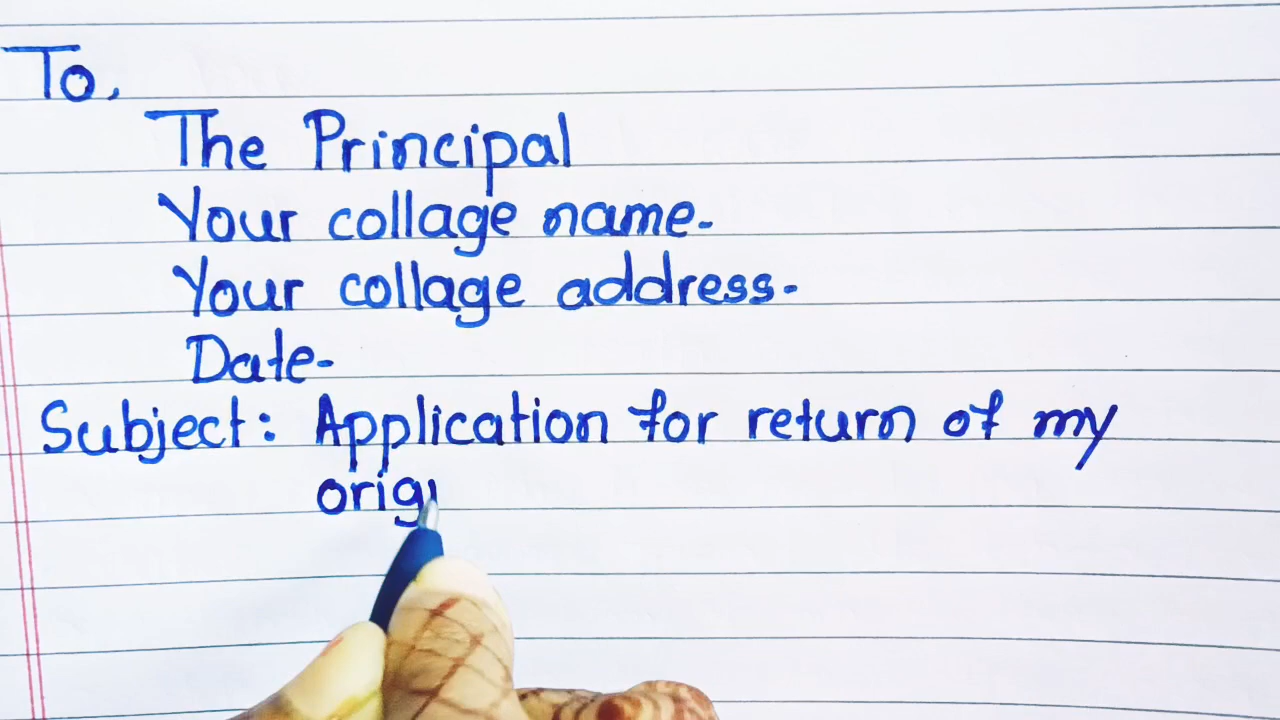 To,
The Principal
Your collage name-
Your collage address-
Date-
Subject: Application for return of my
orig